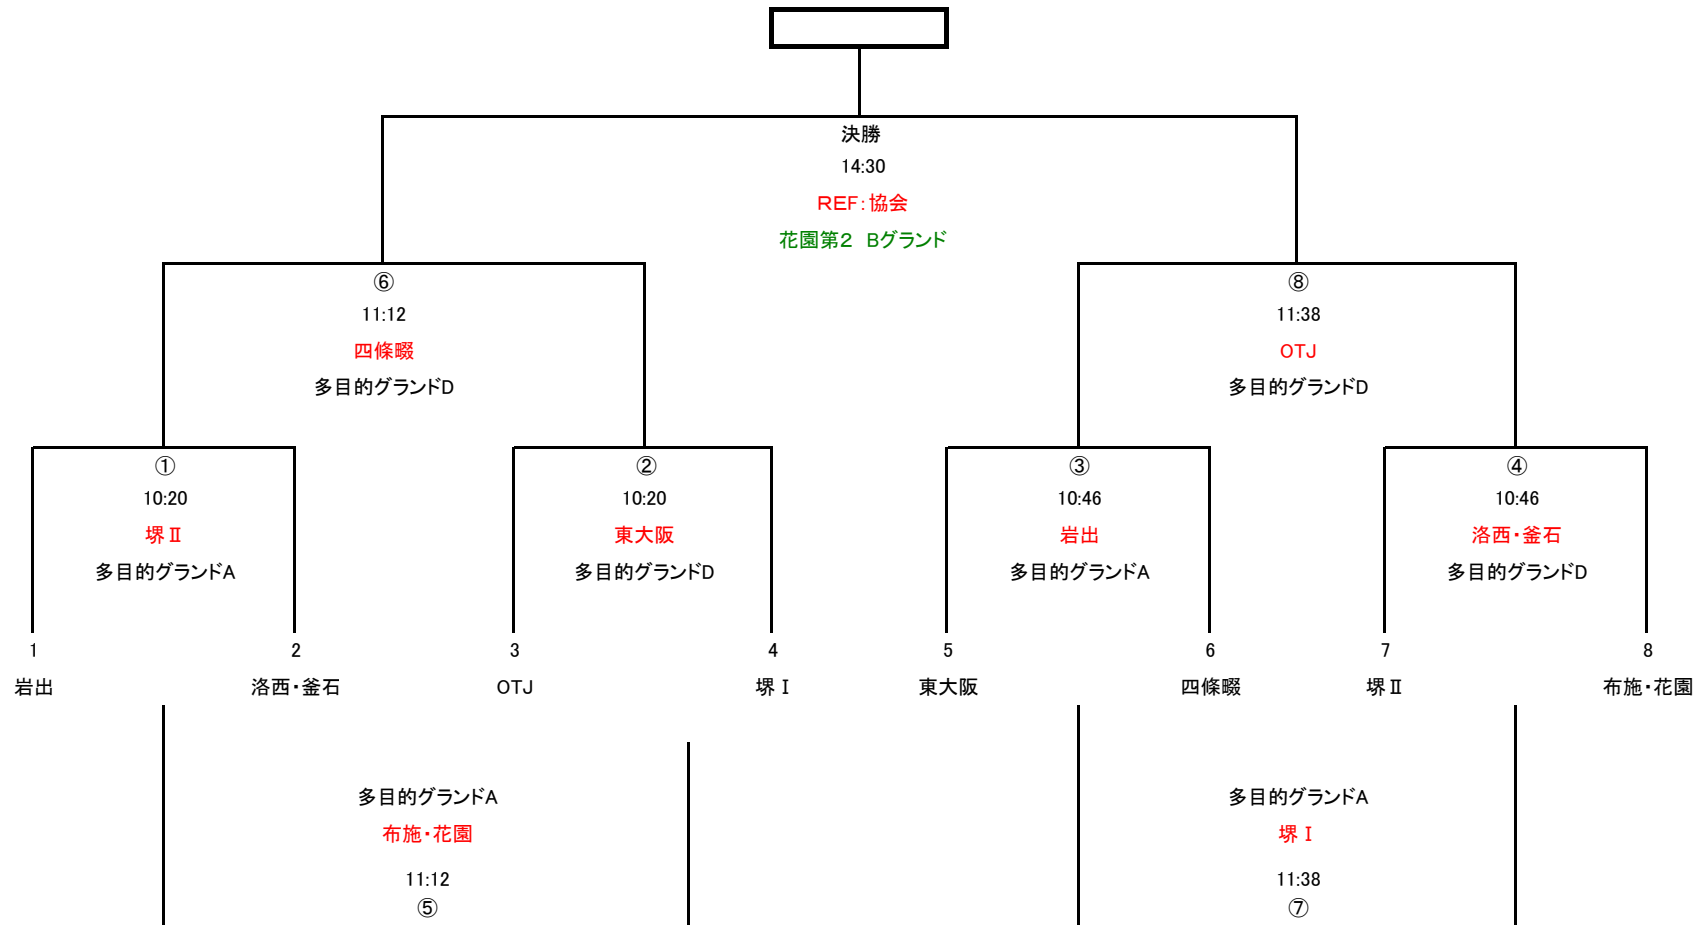 決勝
14:30
REF:協会
花園第2 Bグランド
⑥
11:12
四條畷
多目的グランドD
⑧
11:38
OTJ
多目的グランドD
①
10:20
堺Ⅱ
多目的グランドA
②
10:20
東大阪
多目的グランドD
③
10:46
岩出
多目的グランドA
④
10:46
洛西・釜石
多目的グランドD
1 2 3 4 5 6 7 8
岩出 洛西・釜石 OTJ 堺Ⅰ 東大阪 四條畷 堺Ⅱ 布施・花園
多目的グランドA
布施・花園
11:12
⑤
多目的グランドA
堺Ⅰ
11:38
⑦